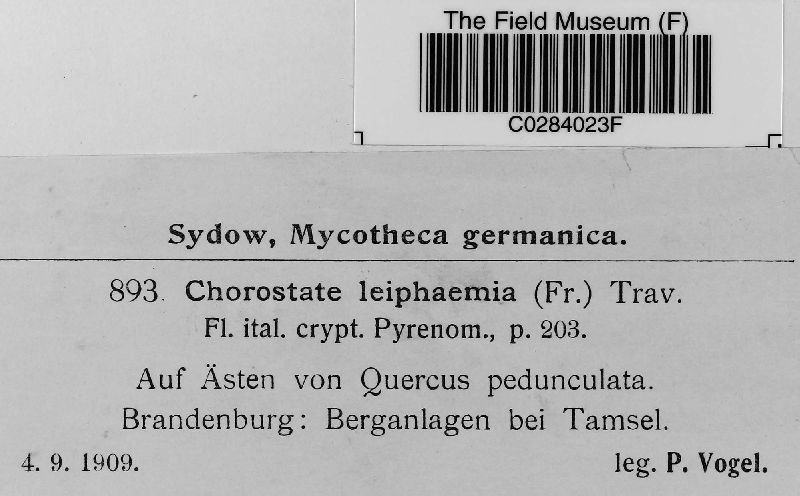 The Field Museum (F)
C0284023F
Sydow, Mycotheca germanica.
893. Chorostate leiphaemia (Fr.) Trav.
Fl. ital. crypt. Pyrenom., p. 203.
Auf Ästen von Quercus pedunculata.
Brandenburg: Berganlagen bei Tamsel.
4. 9. 1909. leg. P. Vogel.